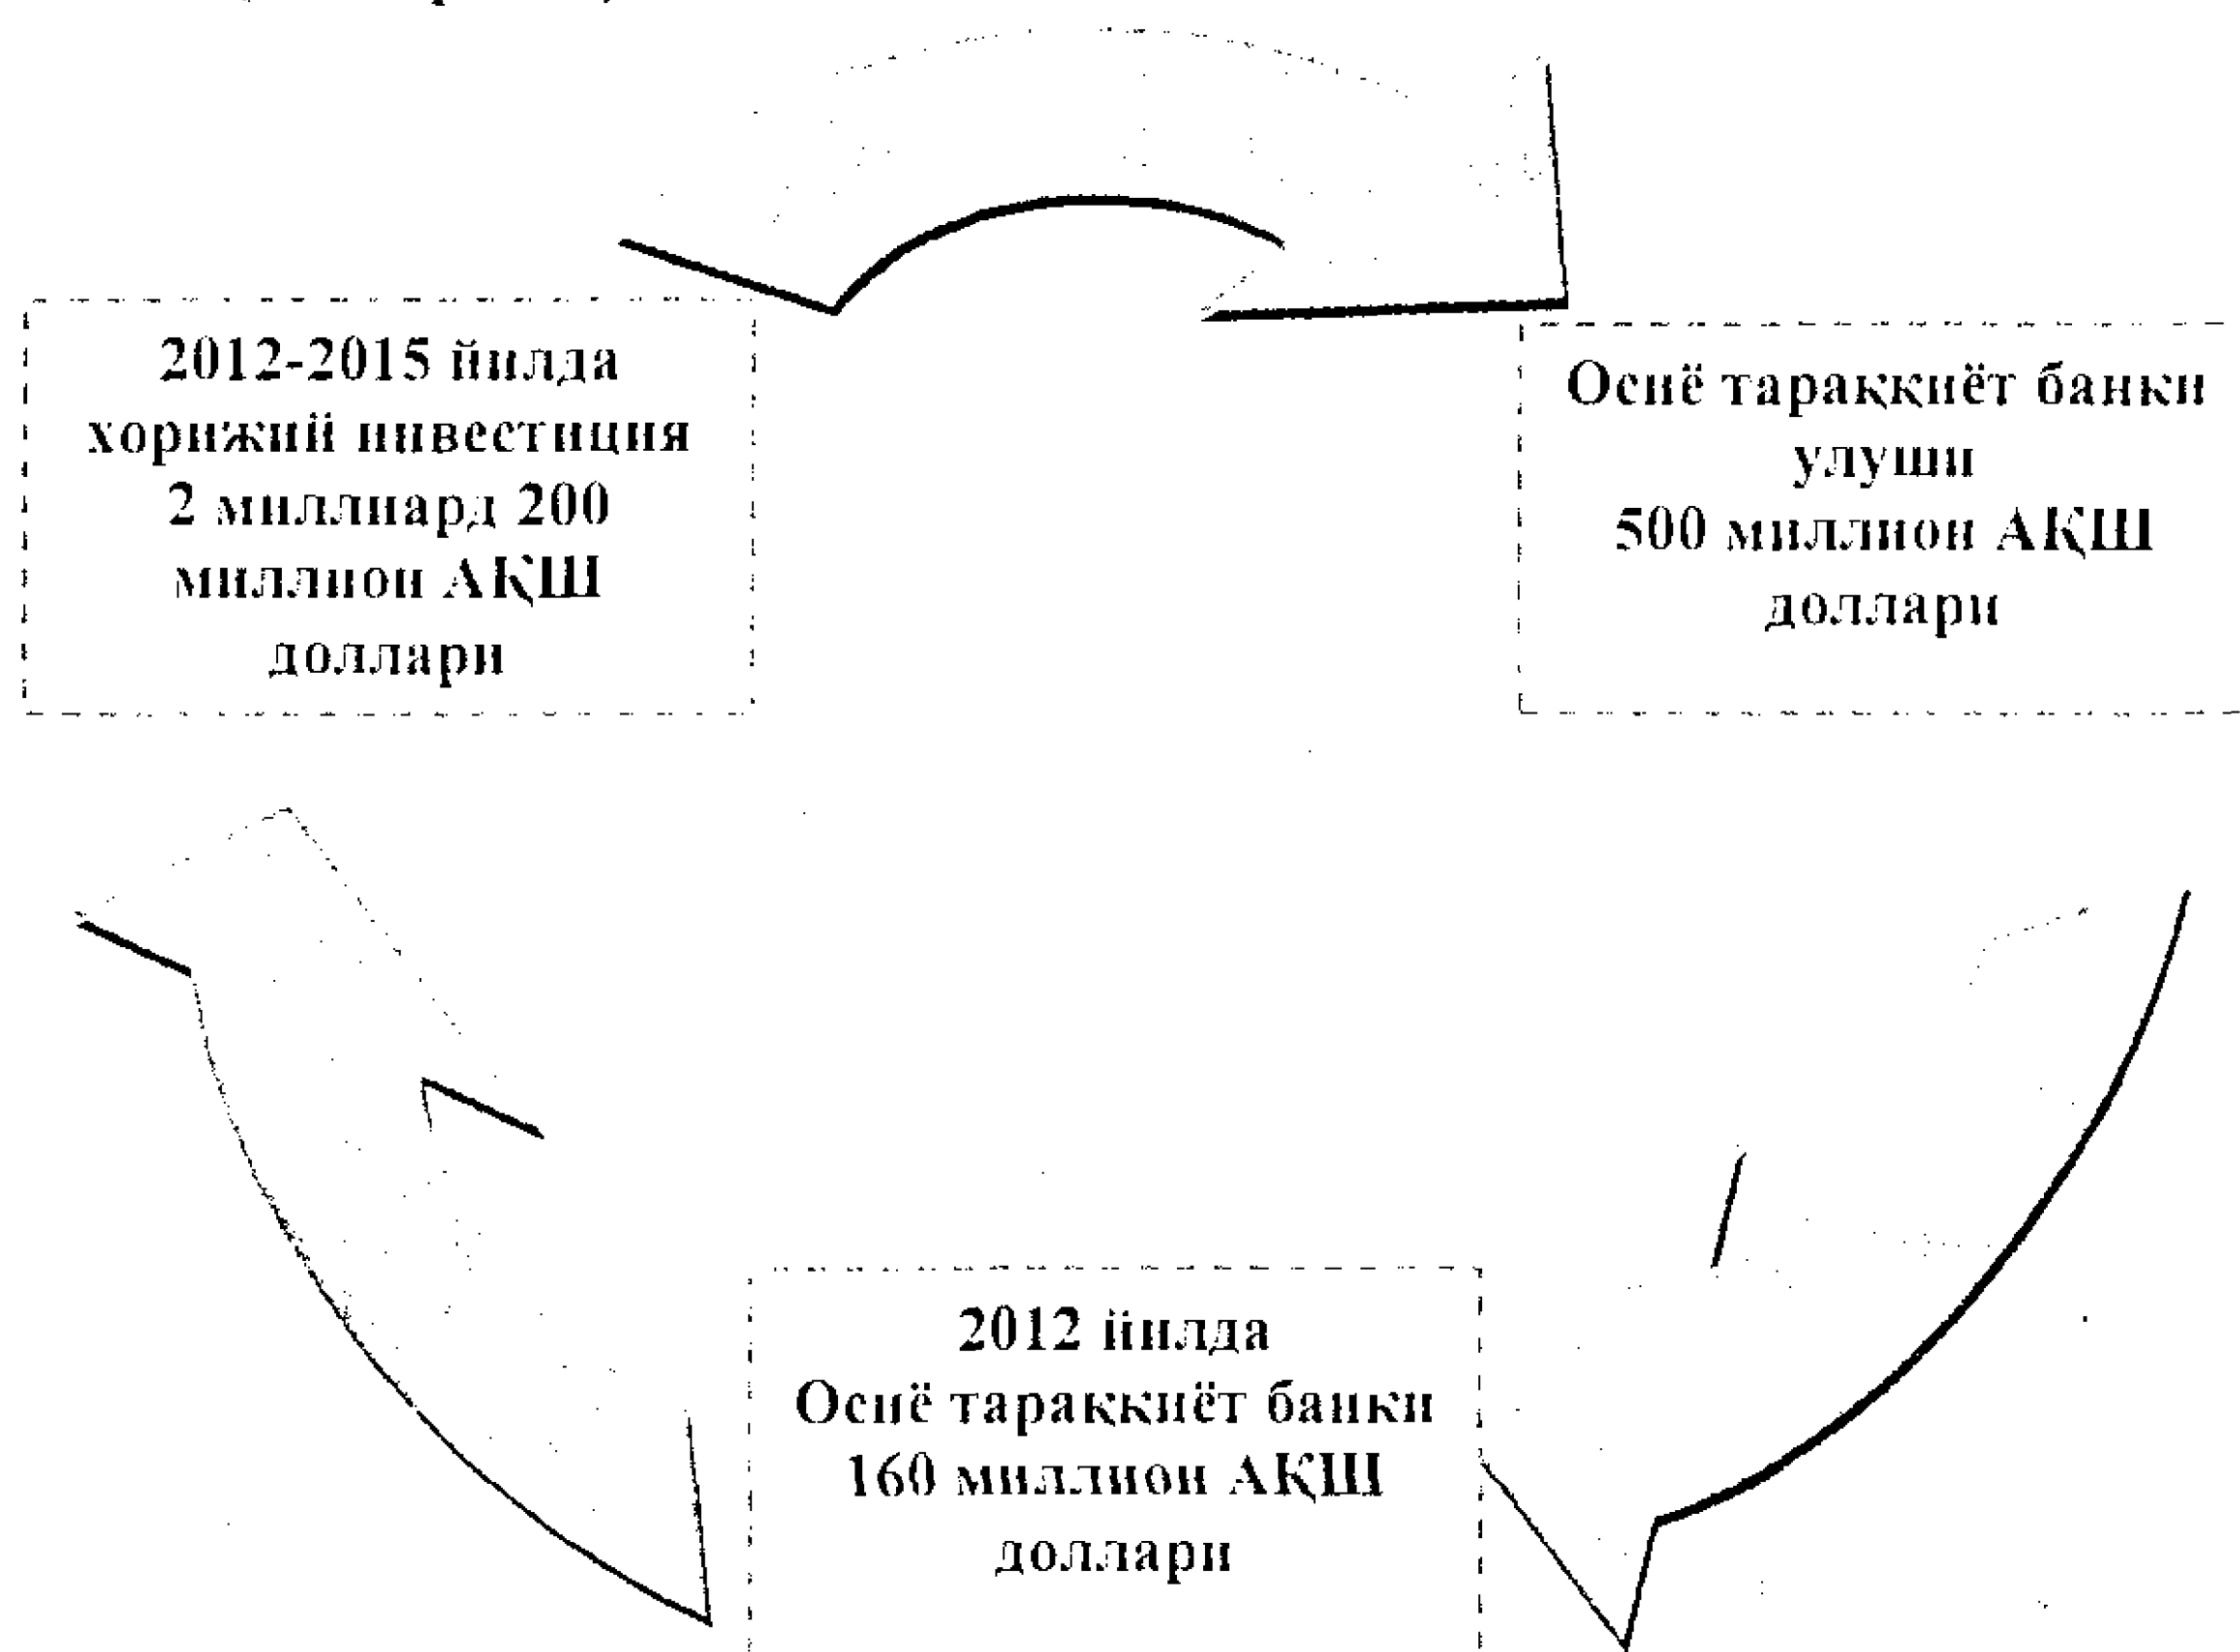 2012-2015 йилда
хорижий инвестиция
2 миллиард 200
миллион АҚШ
доллари
Осиё тараққиёт банки
улуши
500 миллион АҚШ
доллари
2012 йилда
Осиё тараққиёт банки
160 миллион АҚШ
доллари